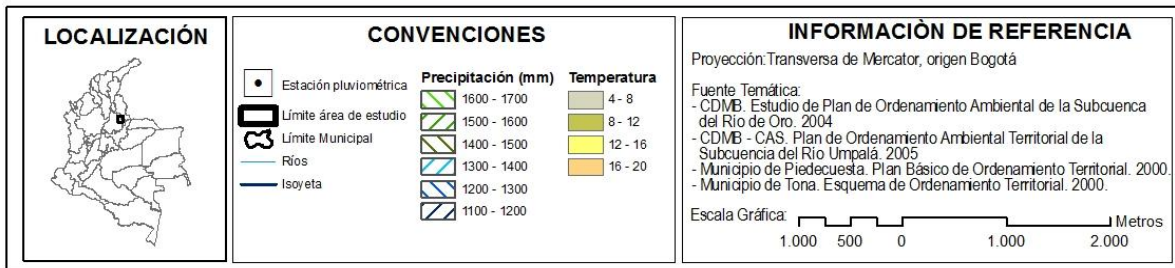 LOCALIZACIÓN
CONVENCIONES
Estación pluviométrica
Límite área de estudio
Límite Municipal
Ríos
Isoyeta
Precipitación (mm)
1600 - 1700
1500 - 1600
1400 - 1500
1300 - 1400
1200 - 1300
1100 - 1200
Temperatura
4 - 8
8 - 12
12 - 16
16 - 20
INFORMACIÒN DE REFERENCIA
Proyección:Transversa de Mercator, origen Bogotá
Fuente Temática:
- CDMB. Estudio de Plan de Ordenamiento Ambiental de la Subcuenca
del Río de Oro. 2004
- CDMB - CAS. Plan de Ordenamiento Ambiental Territorial de la
Subcuencia del Río Umpalá. 2005
- Municipio de Piedecuesta. Plan Básico de Ordenamiento Territorial. 2000.
- Municipio de Tona. Esquema de Ordenamiento Territorial. 2000.
Escala Gráfica:
Metros
1.000 500 0 1.000 2.000